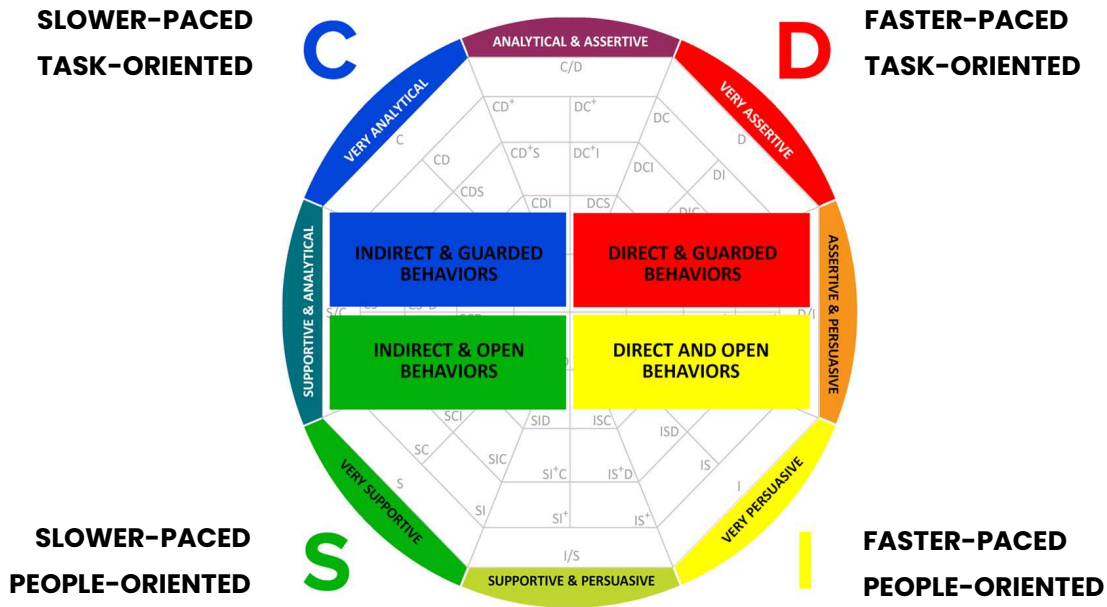 SLOWER-PACED
TASK-ORIENTED
C
ANALYTICAL & ASSERTIVE
D
FASTER-PACED
TASK-ORIENTED
VERY ANALYTICAL
VERY ASSERTIVE
C/D
CD+
DC+
DC
C
D
CD
CD+S
DC+I
DCI
DI
CDS
CDI
DCS
DIC
SUPPORTIVE & ANALYTICAL
INDIRECT & GUARDED
BEHAVIORS
DIRECT & GUARDED
BEHAVIORS
ASSERTIVE & PERSUASIVE
S/C
D/I
INDIRECT & OPEN
BEHAVIORS
DIRECT AND OPEN
BEHAVIORS
SCI
SID
ISC
ISD
SC
SIC
IS
S
SI+C
IS+D
I
SI
SI+
IS+
VERY SUPPORTIVE
VERY PERSUASIVE
I/S
SUPPORTIVE & PERSUASIVE
SLOWER-PACED
PEOPLE-ORIENTED
S
I
FASTER-PACED
PEOPLE-ORIENTED